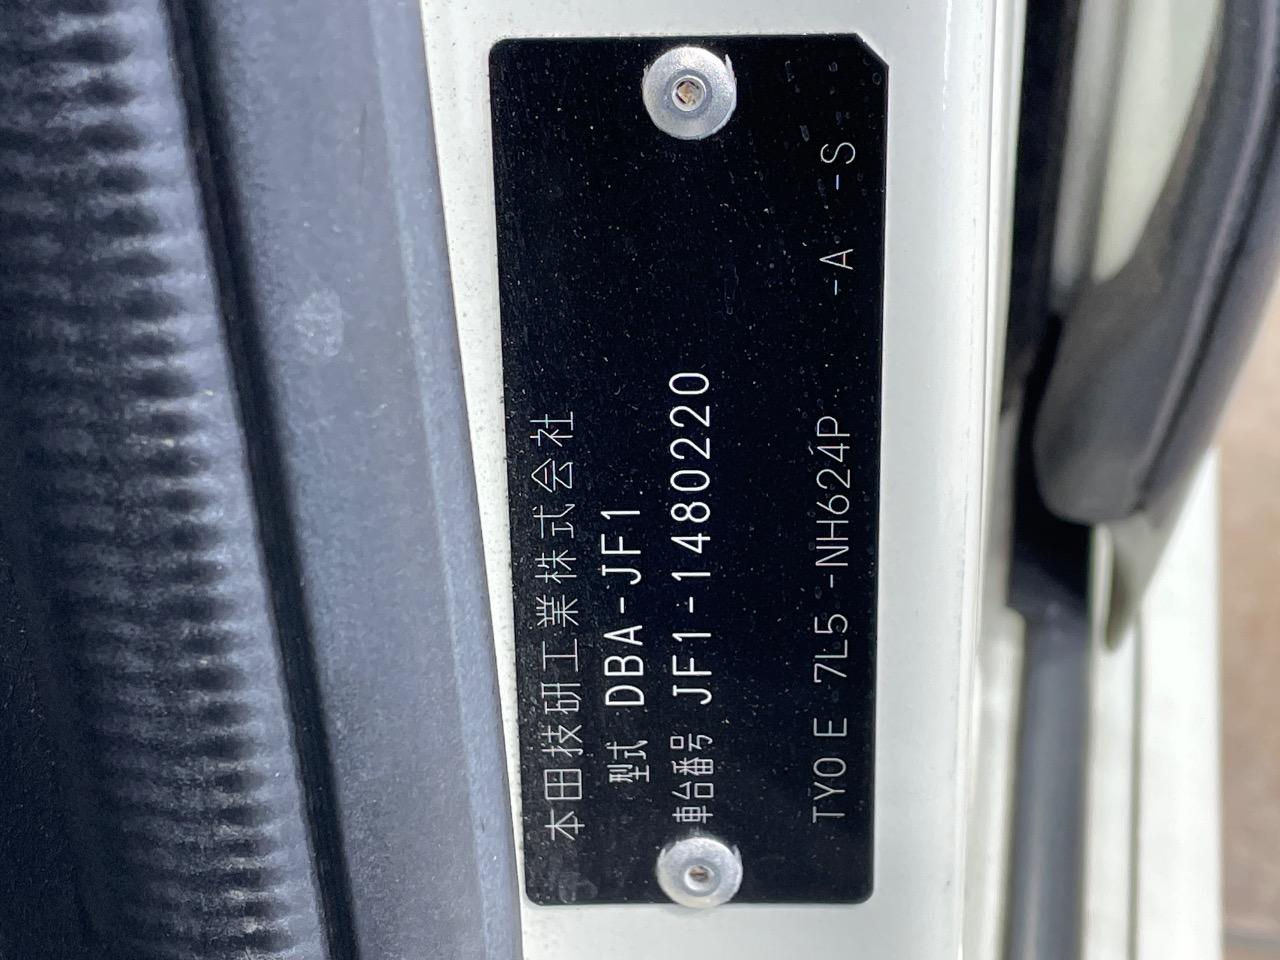 本田技研工業株式会社
型式 DBA-JF1
車台番号 JF1-1480220
TYO E 7L5 -NH624P -A -S